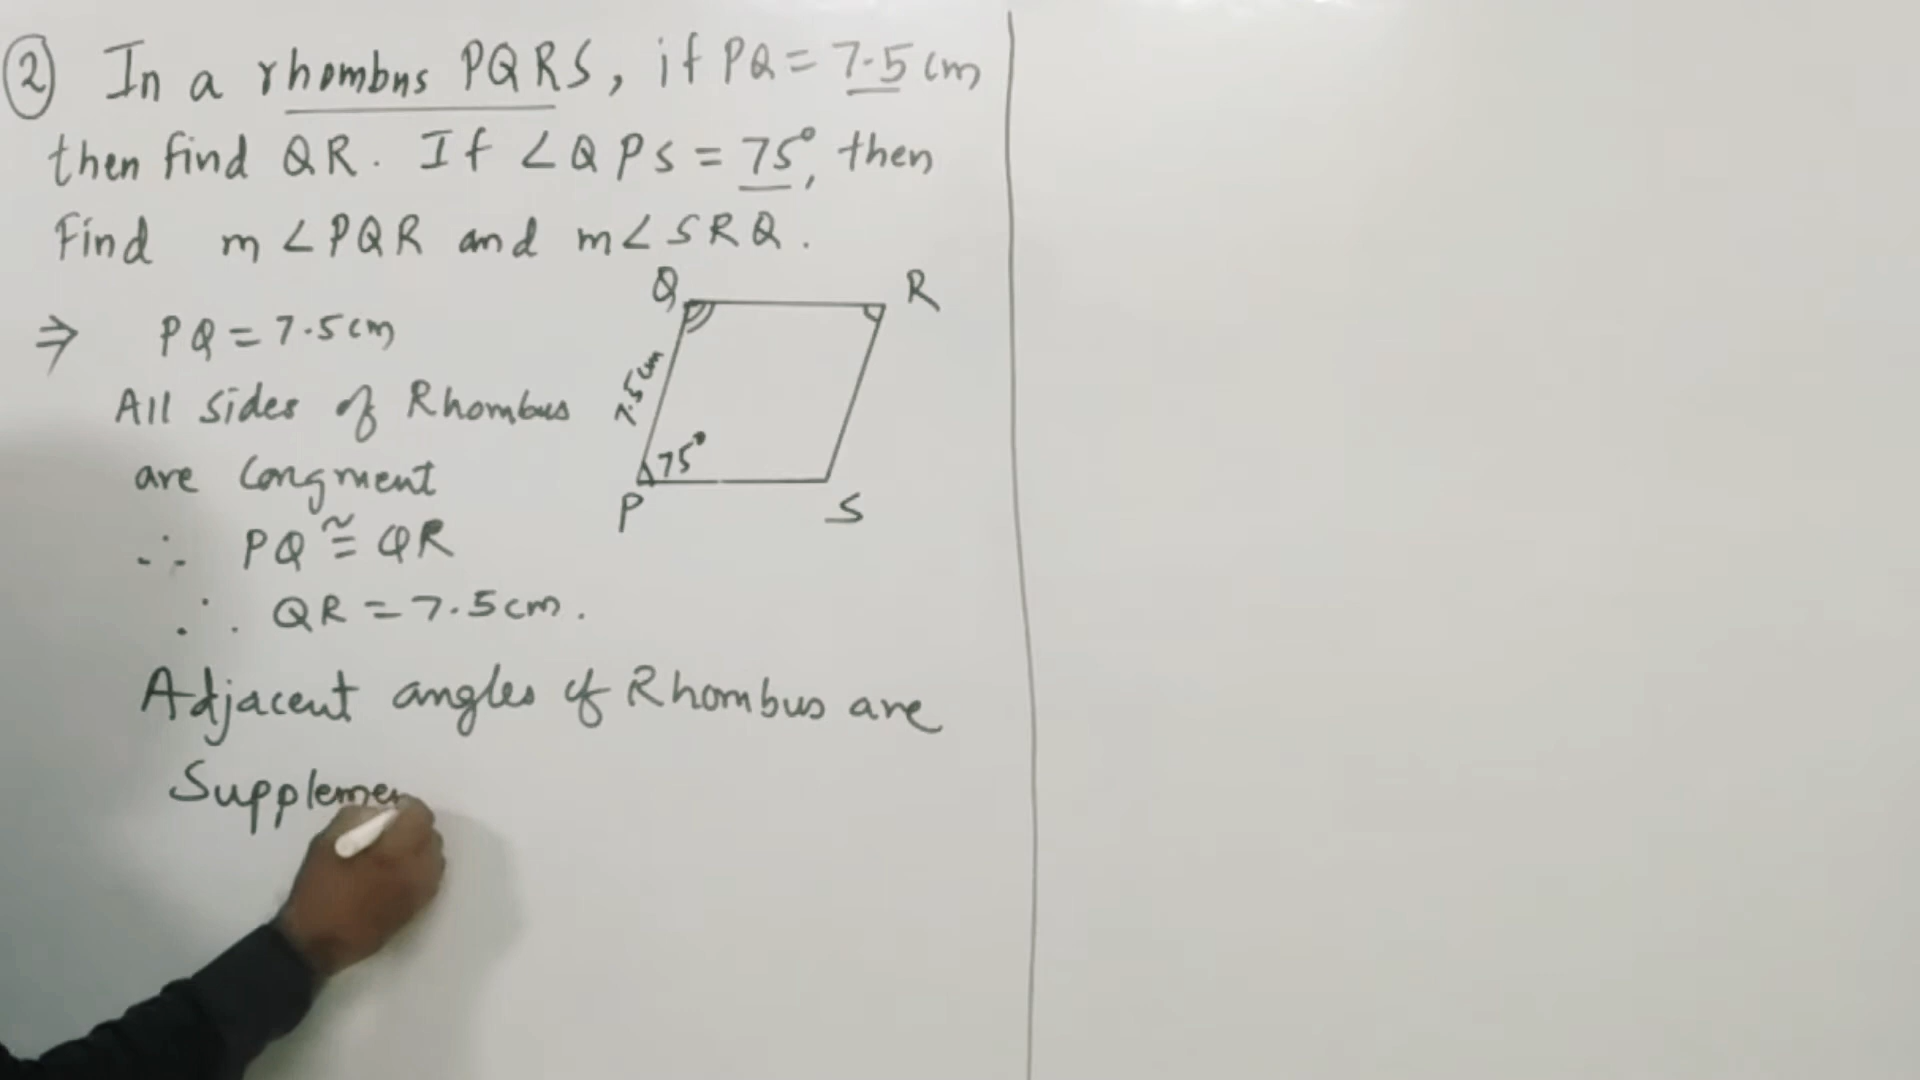 ② In a rhombus PQRS, if PQ = 7.5 cm
then find QR. If ∠QPS = 75°, then
Find m∠PQR and m∠SRQ.
Q R
⇒ PQ = 7.5 cm
All sides of Rhombus
7.5 cm
are congruent
75°
P S
∴ PQ ≅ QR
∴ QR = 7.5 cm.
Adjacent angles of Rhombus are
Supplemen